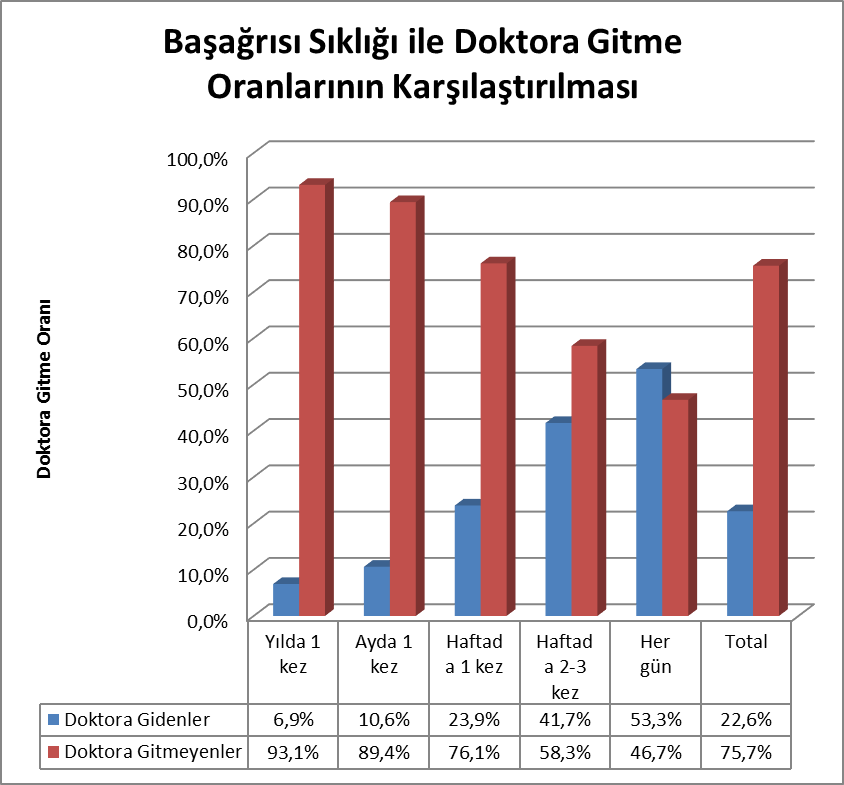 Başağrısı Sıklığı ile Doktora Gitme
Oranlarının Karşılaştırılması
Doktora Gitme Oranı
100,0%
90,0%
80,0%
70,0%
60,0%
50,0%
40,0%
30,0%
20,0%
10,0%
0,0%
Yılda 1 kez
Ayda 1 kez
Haftad a 1 kez
Haftad a 2-3 kez
Her gün
Total
Doktora Gidenler 6,9% 10,6% 23,9% 41,7% 53,3% 22,6%
Doktora Gitmeyenler 93,1% 89,4% 76,1% 58,3% 46,7% 75,7%